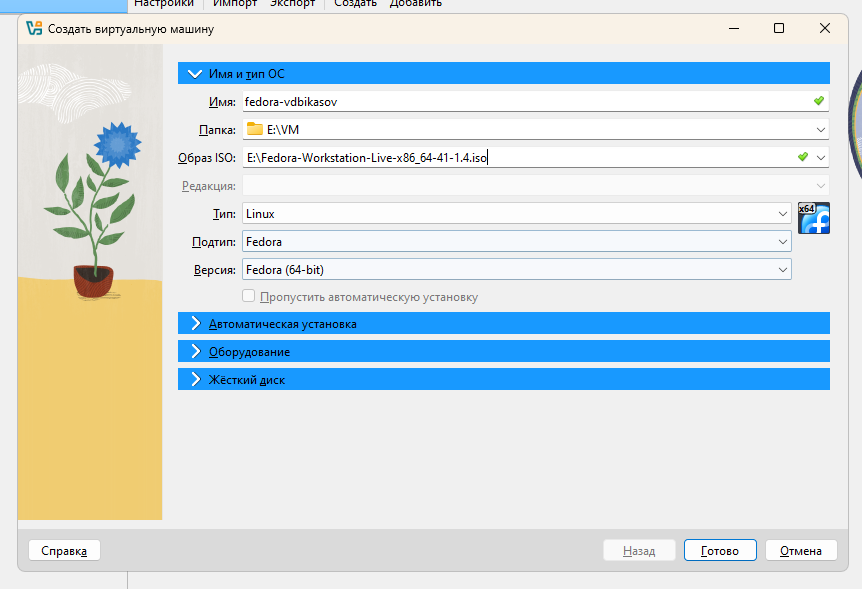 Настройки Импорт Экспорт Создать Добавить
Создать виртуальную машину
Имя и тип ОС
Имя: fedora-vdbikasov
Папка: E:\VM
Образ ISO: E:\Fedora-Workstation-Live-x86_64-41-1.4.iso
Редакция:
Тип: Linux
x64
Подтип: Fedora
Версия: Fedora (64-bit)
Пропустить автоматическую установку
Автоматическая установка
Оборудование
Жёсткий диск
Справка Назад Готово Отмена